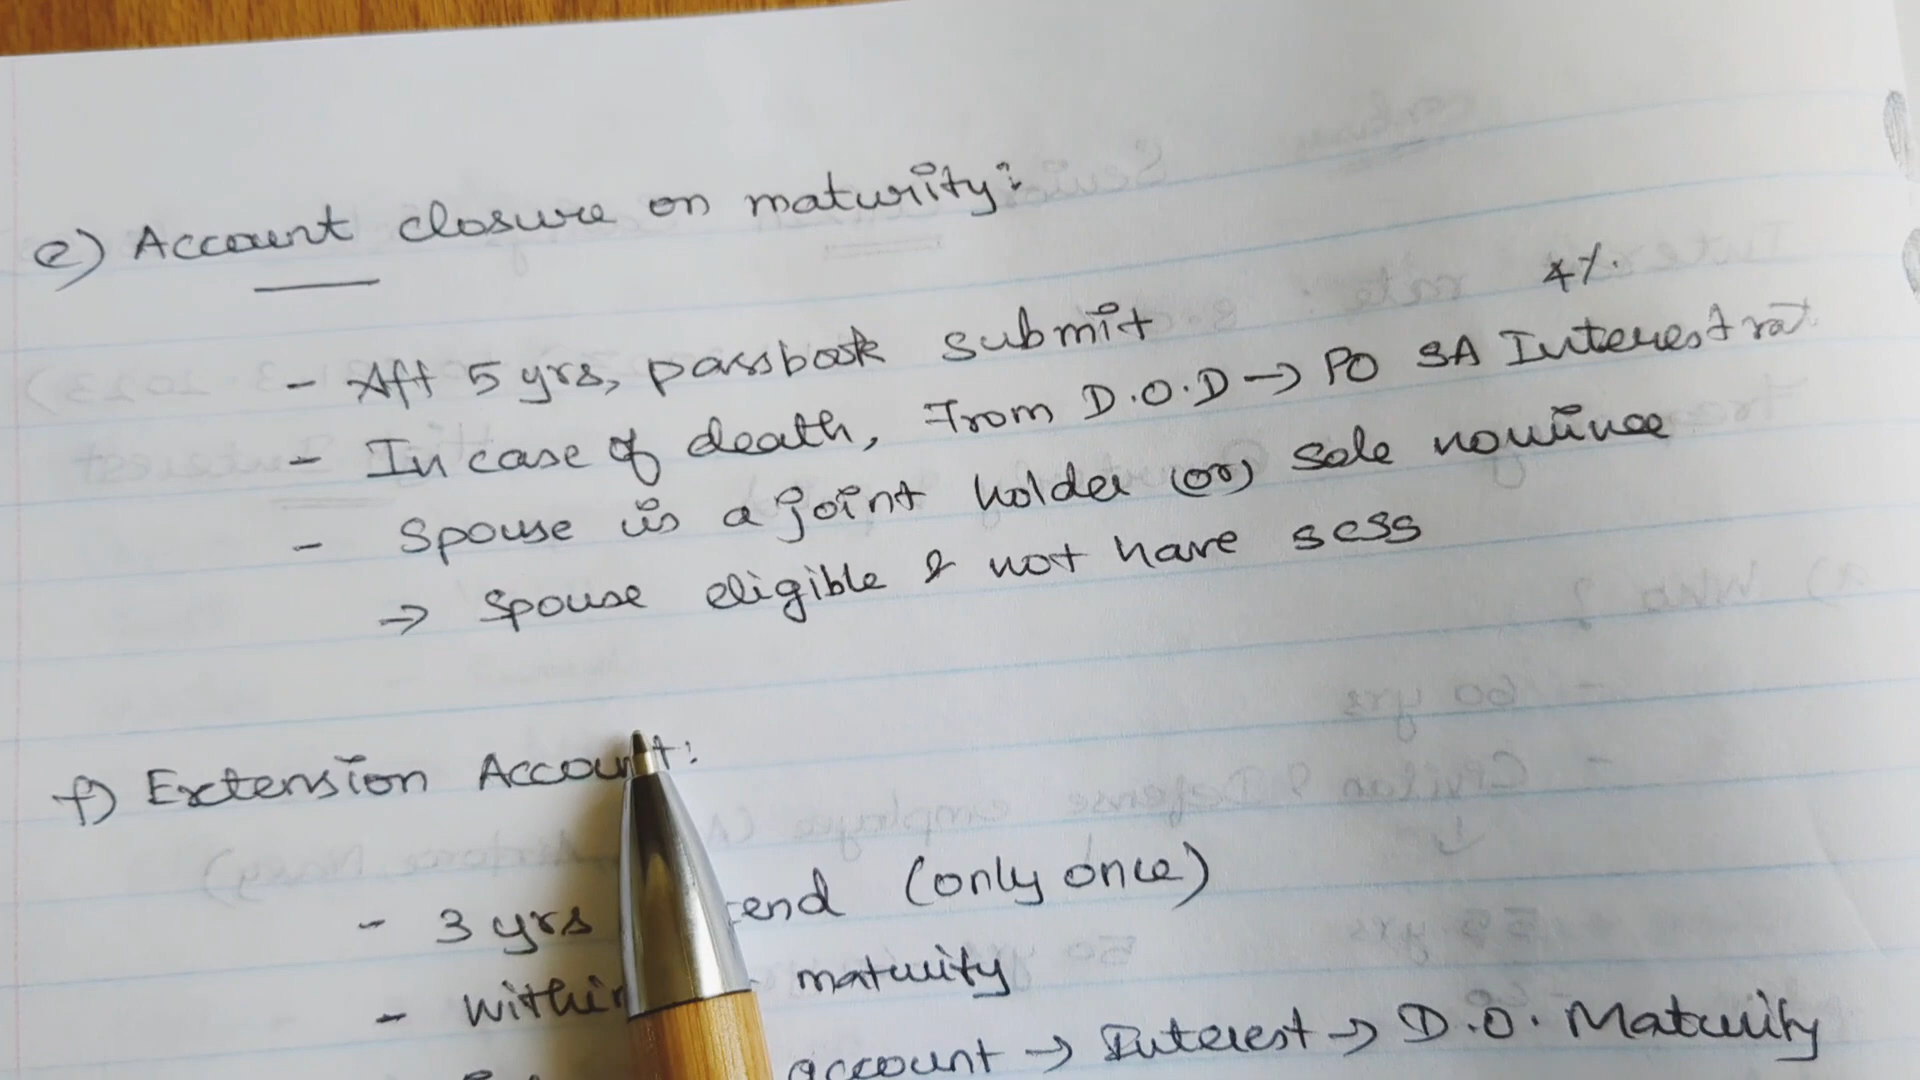 e) Account closure on maturity:
4%.
- Aft 5 yrs, passbook submit
- In case of death, From D.O.D → PO SA Interest rat
- Spouse is a joint holder (or) sole nominee
→ Spouse eligible & not have scss
f) Extension Account:
- 3 yrs end (only once)
- within maturity
account → Interest → D.O. Maturity